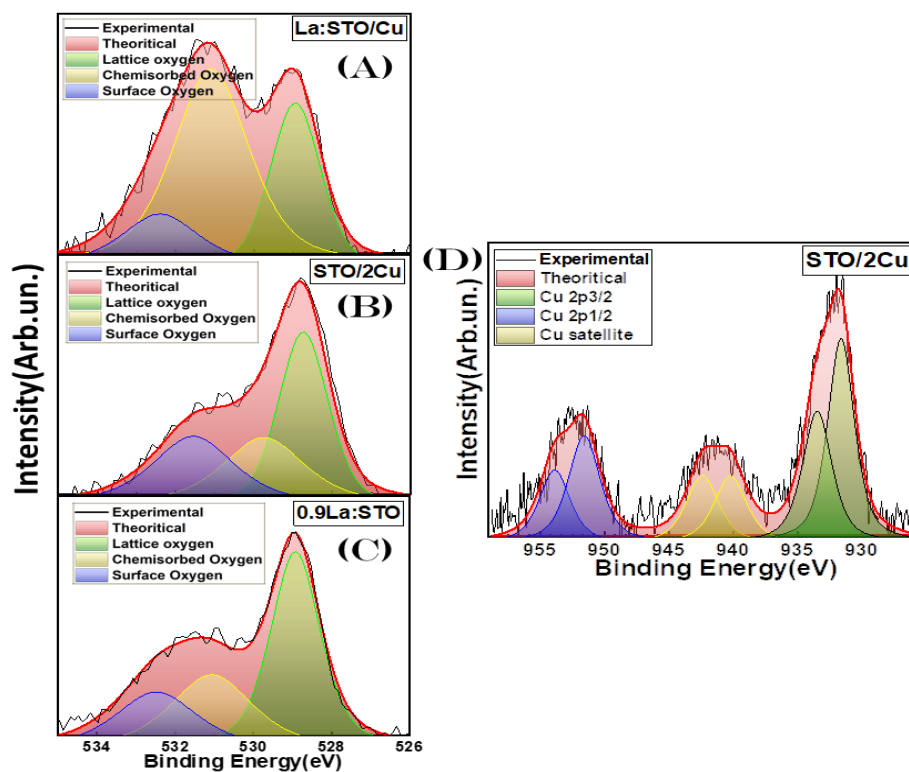 Experimental
Theoritical
Lattice oxygen
Chemisorbed Oxygen
Surface Oxygen
La:STO/Cu
(A)
Experimental
Theoritical
Lattice oxygen
Chemisorbed Oxygen
Surface Oxygen
STO/2Cu
(B)
Experimental
Theoritical
Lattice oxygen
Chemisorbed Oxygen
Surface Oxygen
0.9La:STO
(C)
Intensity(Arb.un.)
534 532 530 528 526
Binding Energy(eV)
(D)
Experimental
Theoritical
Cu 2p3/2
Cu 2p1/2
Cu satellite
STO/2Cu
Intensity(Arb.un.)
955 950 945 940 935 930
Binding Energy(eV)